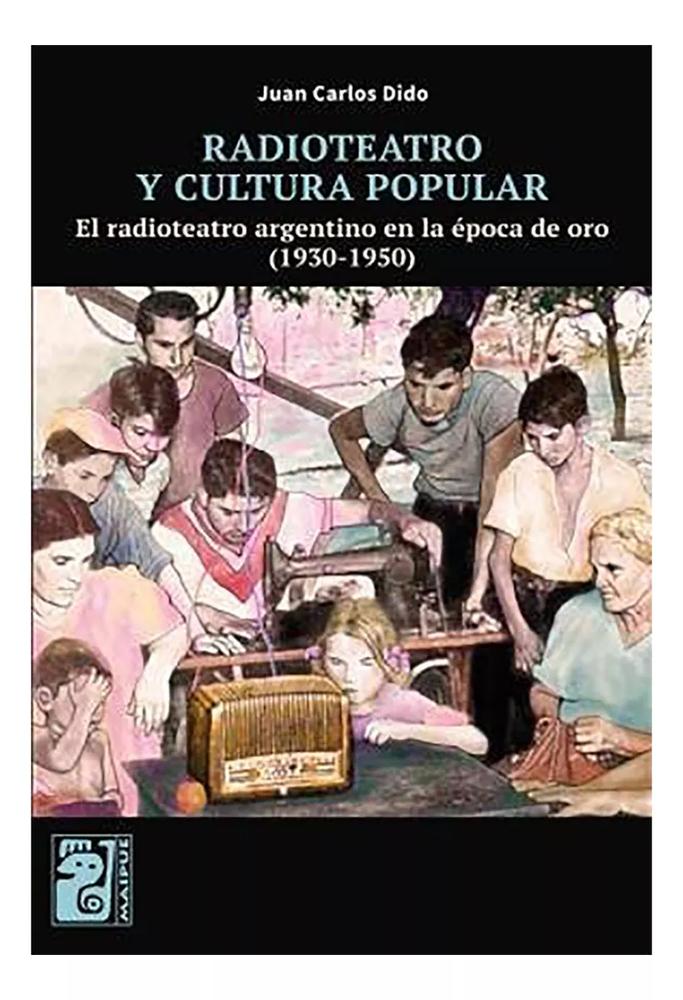 Juan Carlos Dido
RADIOTEATRO
Y CULTURA POPULAR
El radioteatro argentino en la época de oro
(1930-1950)
MAIPUE